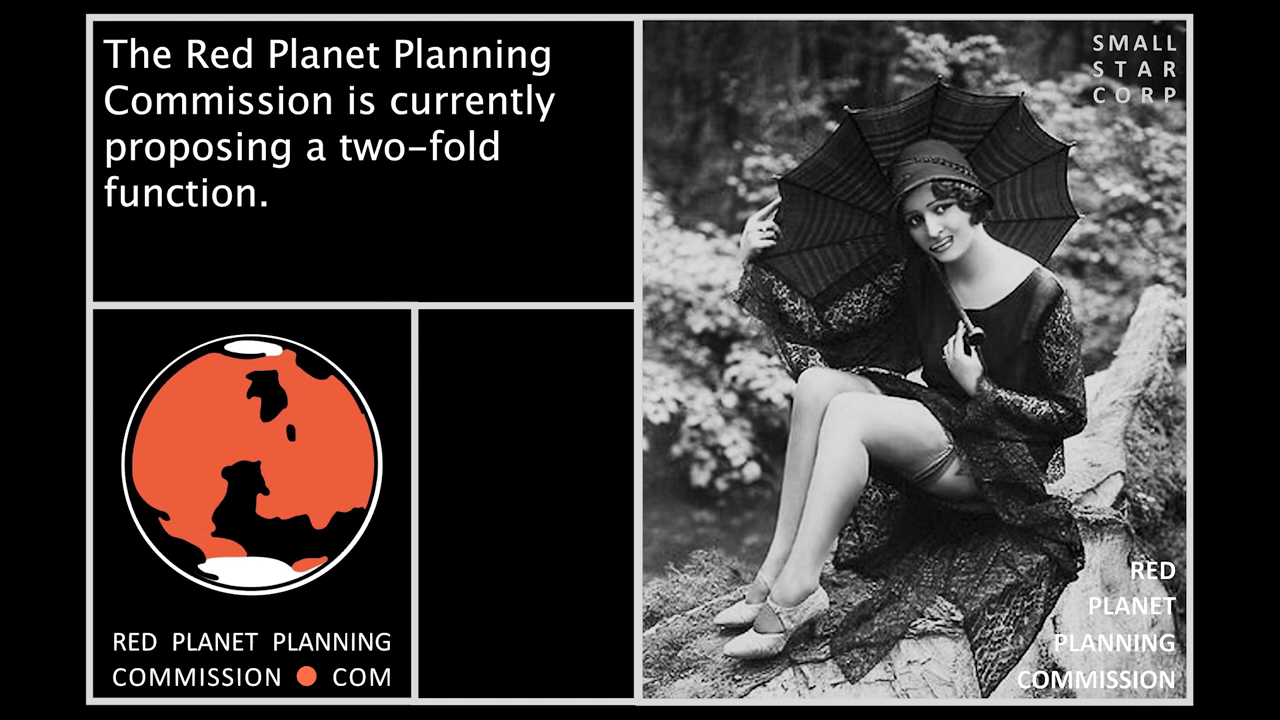 The Red Planet Planning
Commission is currently
proposing a two-fold
function.
RED PLANET PLANNING
COMMISSION COM
SMALL
STAR
CORP
RED
PLANET
PLANNING
COMMISSION